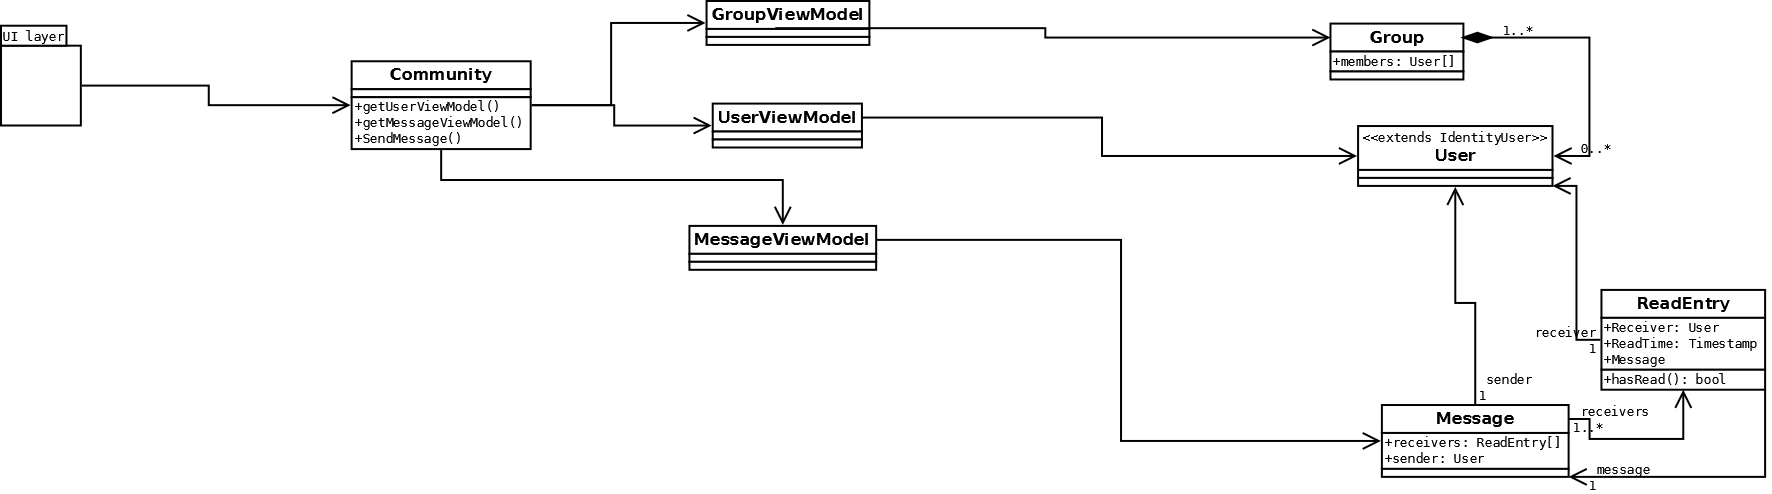 UI layer
Community
+getUserViewModel()
+getMessageViewModel()
+SendMessage()
GroupViewModel
UserViewModel
MessageViewModel
Group
+members: User[]
1..*
<<extends IdentityUser>>
User
0..*
ReadEntry
+Receiver: User
+ReadTime: Timestamp
+Message
+hasRead(): bool
receiver
1
sender
1
Message
+receivers: ReadEntry[]
+sender: User
receivers
1..*
message
1